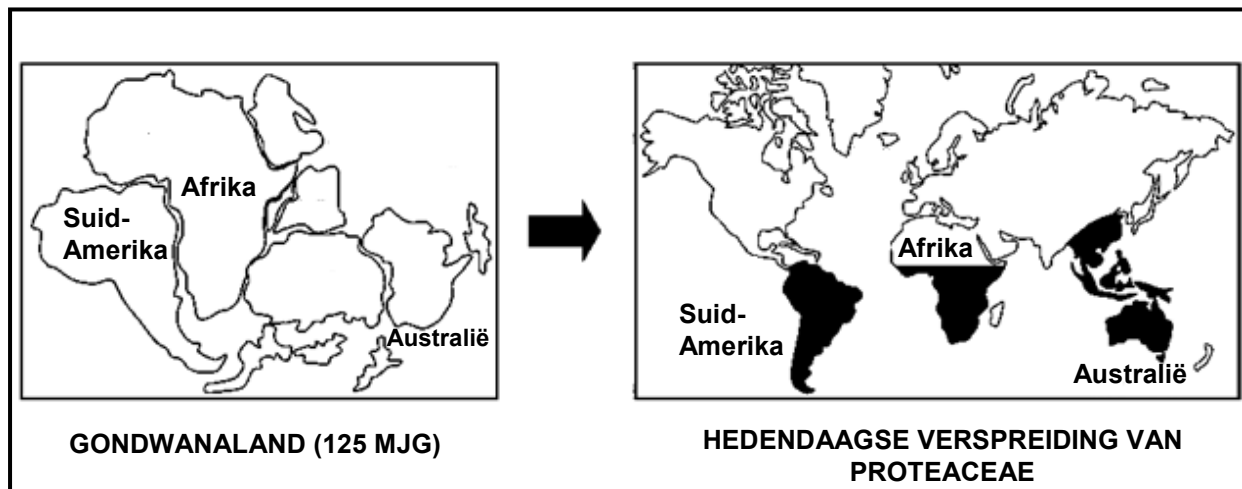 Afrika
Suid-
Amerika
Australië
GONDWANALAND (125 MJG)
Afrika
Suid-
Amerika
Australië
HEDENDAAGSE VERSPREIDING VAN
PROTEACEAE